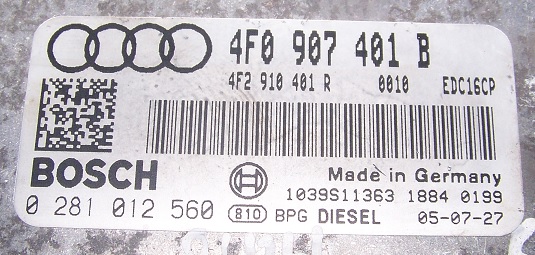 4F0 907 401 B
4F2 910 401 R 0010 EDC16CP
BOSCH
Made in Germany
1039S11363 1884 0199
0 281 012 560 810 BPG DIESEL 05-07-27